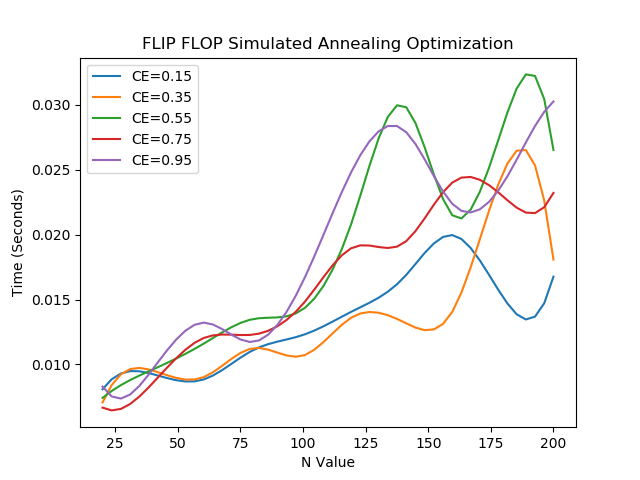 FLIP FLOP Simulated Annealing Optimization
CE=0.15
CE=0.35
CE=0.55
CE=0.75
CE=0.95
0.030
0.025
0.020
0.015
0.010
Time (Seconds)
25 50 75 100 125 150 175 200
N Value